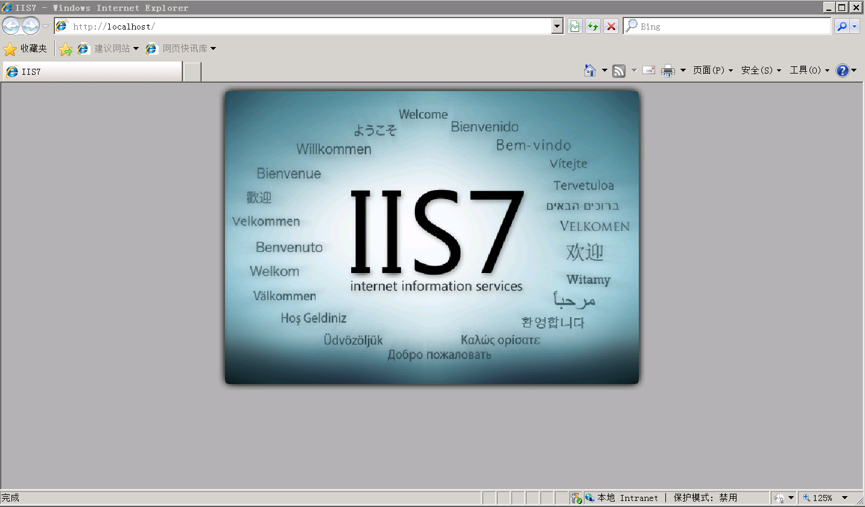 IIS7 - Windows Internet Explorer
http://localhost/
Bing
收藏夹
建议网站
网页快讯库
IIS7
页面(P)
安全(S)
工具(O)
Welcome
ようこそ
Bienvenido
Willkommen
Bem-vindo
Vítejte
Bienvenue
Tervetuloa
歡迎
ברוכים הבאים
Velkommen
VELKOMEN
IIS7
Benvenuto
欢迎
Welkom
Witamy
internet information services
Välkommen
مرحباً
Hoş Geldiniz
환영합니다
Üdvözöljük
Καλώς ορίσατε
Добро пожаловать
完成
本地 Intranet | 保护模式: 禁用
125%